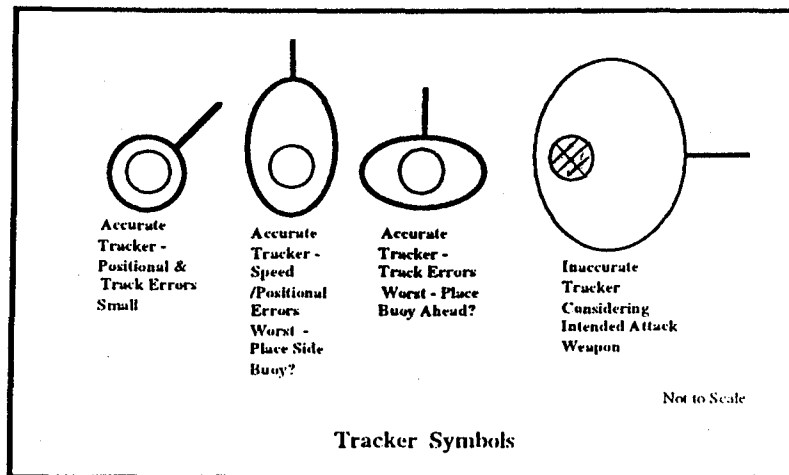 Accurate
Tracker -
Positional &
Track Errors
Small
Accurate
Tracker -
Speed
/Positional
Errors
Worst -
Place Side
Buoy?
Accurate
Tracker -
Track Errors
Worst - Place
Buoy Ahead?
Inaccurate
Tracker
Considering
Intended Attack
Weapon
Not to Scale
Tracker Symbols